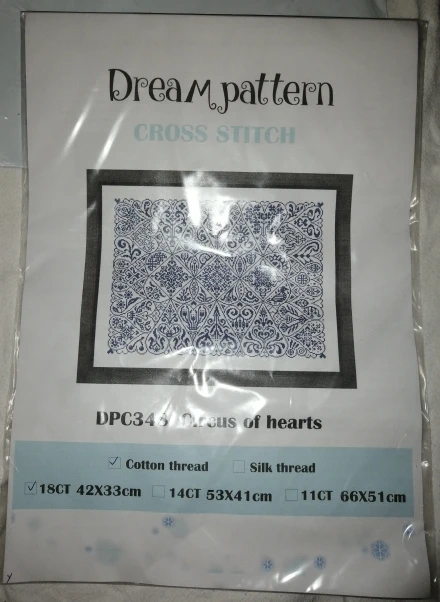 Dream pattern
CROSS STITCH
of hearts
Cotton thread Silk thread
18CT 42X33cm 14CT 53X41cm 11CT 66X51cm